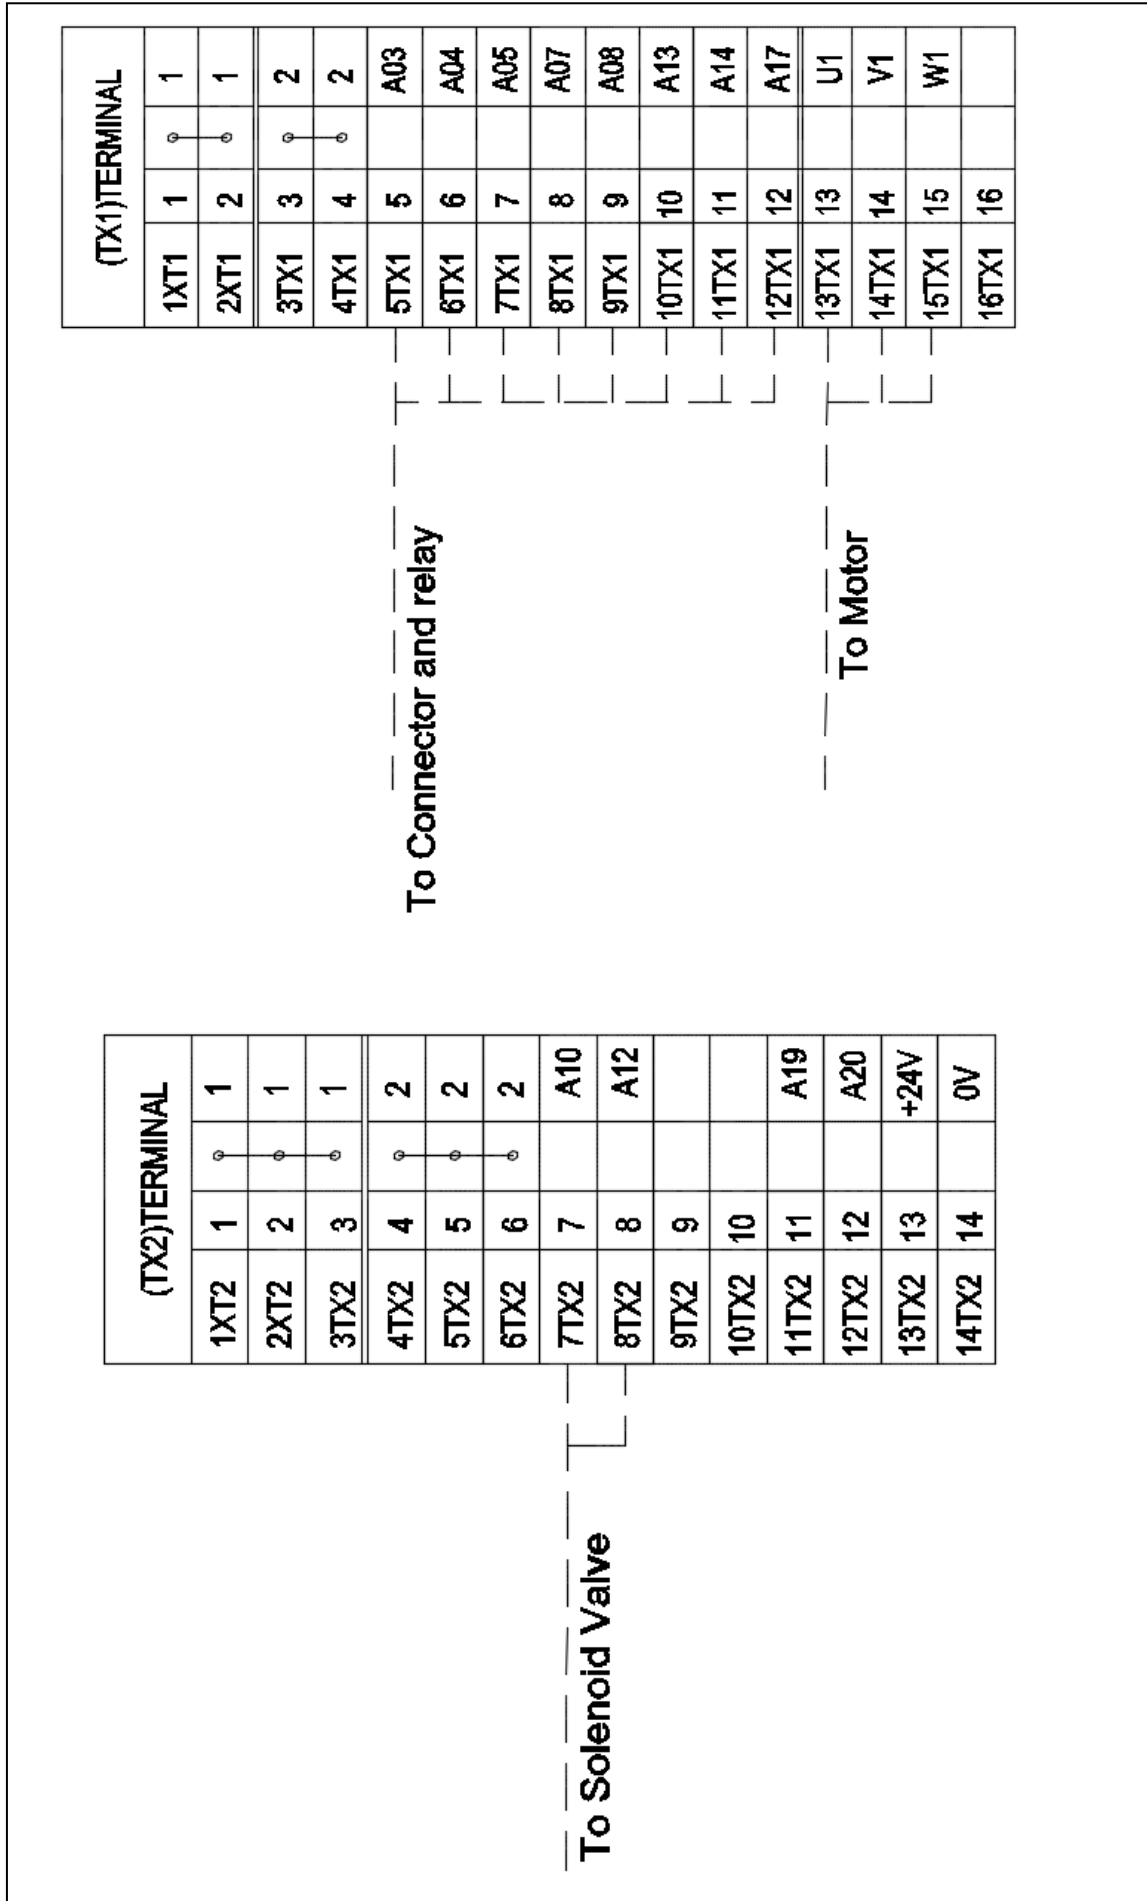 (TX2)TERMINAL
1XT2 1 1
2XT2 2 1
3TX2 3 1
4TX2 4 2
5TX2 5 2
6TX2 6 2
7TX2 7 A10
8TX2 8 A12
9TX2 9
10TX2 10
11TX2 11 A19
12TX2 12 A20
13TX2 13 +24V
14TX2 14 0V
To Solenoid Valve
(TX1)TERMINAL
1XT1 1 1
2XT1 2 1
3TX1 3 2
4TX1 4 2
5TX1 5 A03
6TX1 6 A04
7TX1 7 A05
8TX1 8 A07
9TX1 9 A08
10TX1 10 A13
11TX1 11 A14
12TX1 12 A17
13TX1 13 U1
14TX1 14 V1
15TX1 15 W1
16TX1 16
To Connector and relay
To Motor